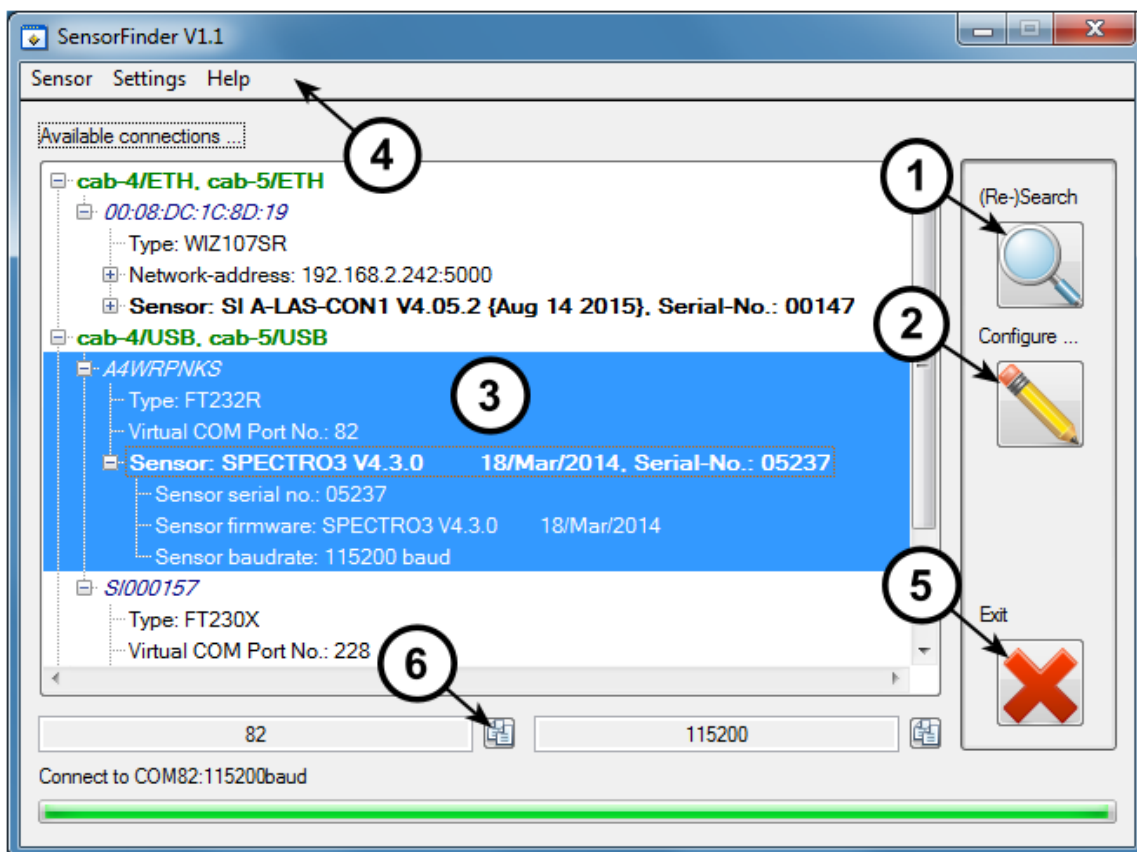 SensorFinder V1.1
Sensor Settings Help
4
Available connections ...
cab-4/ETH, cab-5/ETH
00:08:DC:1C:8D:19
Type: WIZ107SR
Network-address: 192.168.2.242:5000
Sensor: SI A-LAS-CON1 V4.05.2 {Aug 14 2015}, Serial-No.: 00147
cab-4/USB, cab-5/USB
A4WRPNKS
Type: FT232R
3
Virtual COM Port No.: 82
Sensor: SPECTRO3 V4.3.0 18/Mar/2014, Serial-No.: 05237
Sensor serial no.: 05237
Sensor firmware: SPECTRO3 V4.3.0 18/Mar/2014
Sensor baudrate: 115200 baud
SI000157
Type: FT230X
Virtual COM Port No.: 228
6
1
(Re-)Search
2
Configure ...
5
Exit
82
115200
Connect to COM82:115200baud